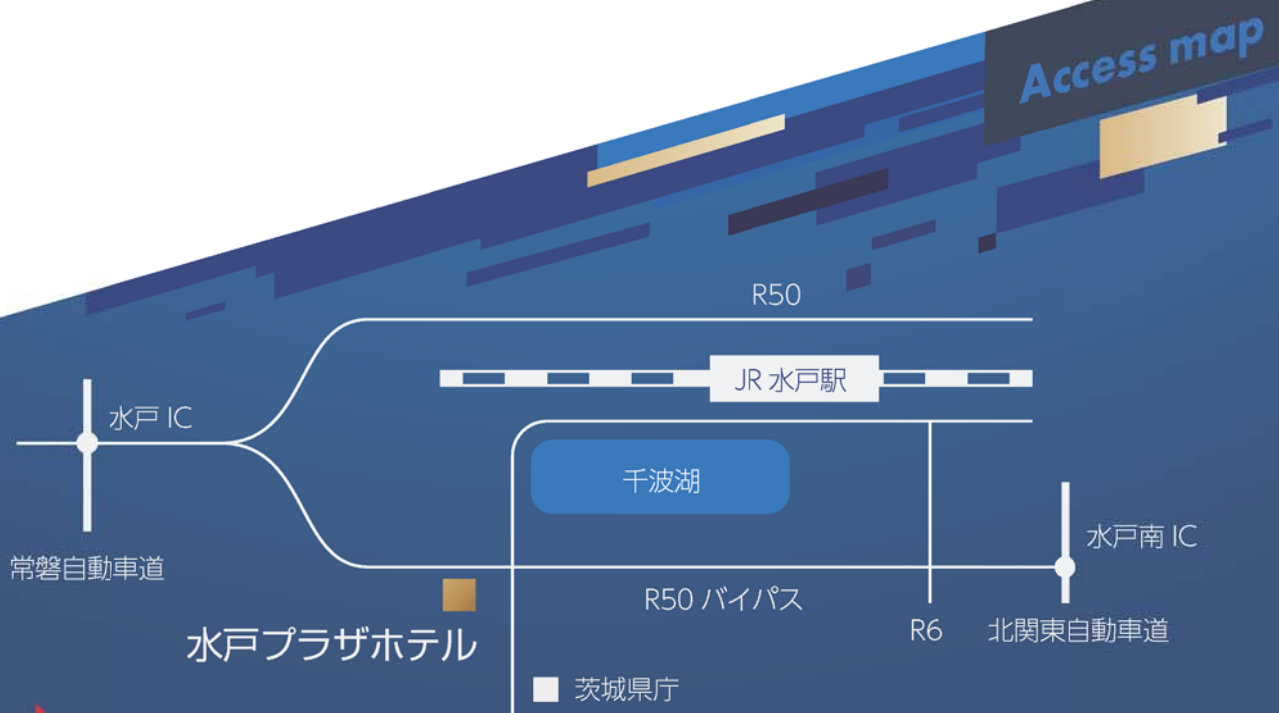 Access map
R50
JR 水戸駅
水戸 IC
千波湖
水戸南 IC
常磐自動車道
R50 バイパス
R6
北関東自動車道
水戸プラザホテル
茨城県庁